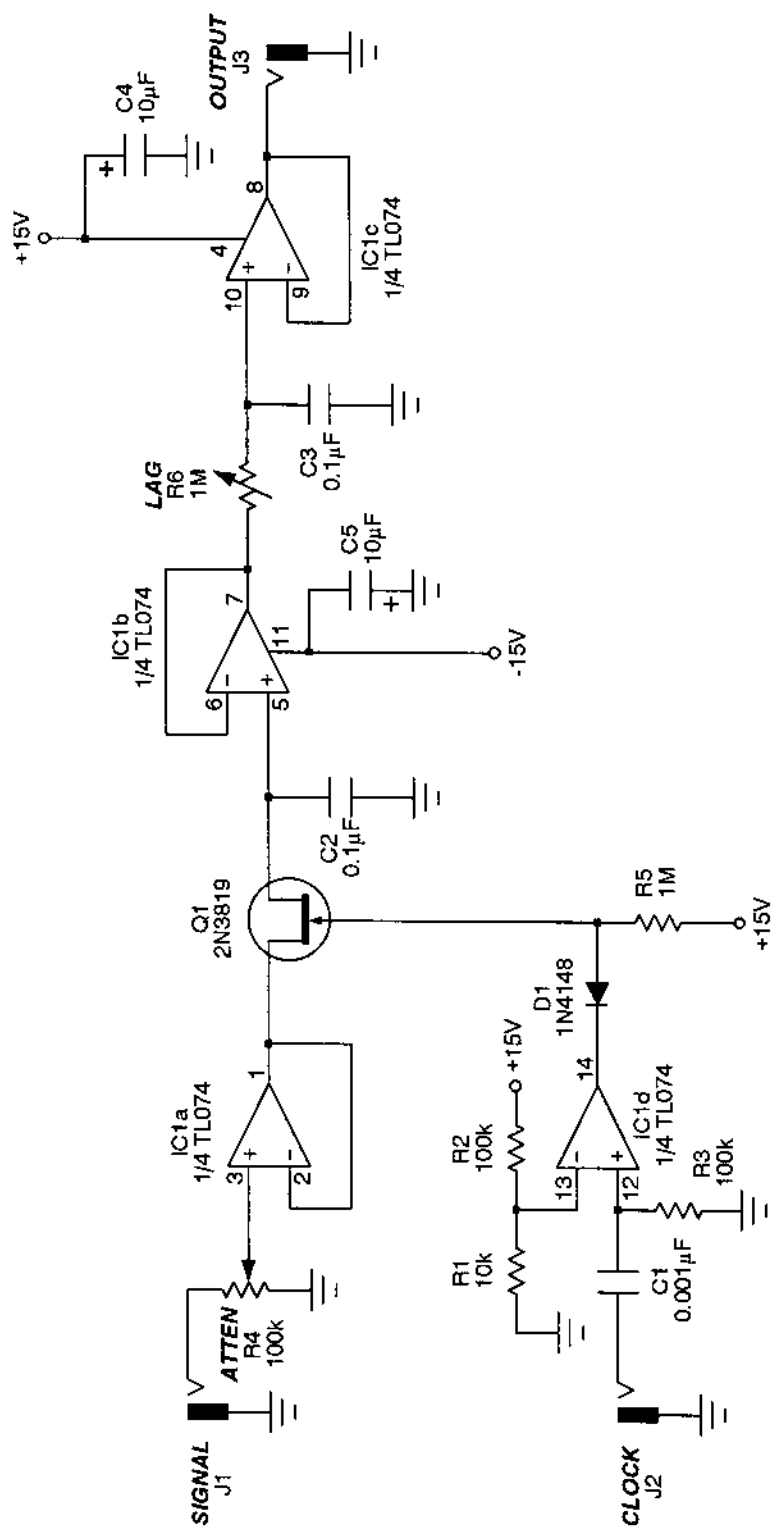 SIGNAL
J1
ATTEN
R4
100k
3
+
2
-
1
IC1a
1/4 TL074
Q1
2N3819
C2
0.1µF
6
-
5
+
7
11
IC1b
1/4 TL074
C5
10µF
+
-15V
LAG
R6
1M
C3
0.1µF
10
+
9
-
4
8
IC1c
1/4 TL074
+15V
+
C4
10µF
OUTPUT
J3
CLOCK
J2
C1
0.001µF
R1
10k
R2
100k
+15V
13
-
12
+
14
IC1d
1/4 TL074
R3
100k
D1
1N4148
R5
1M
+15V